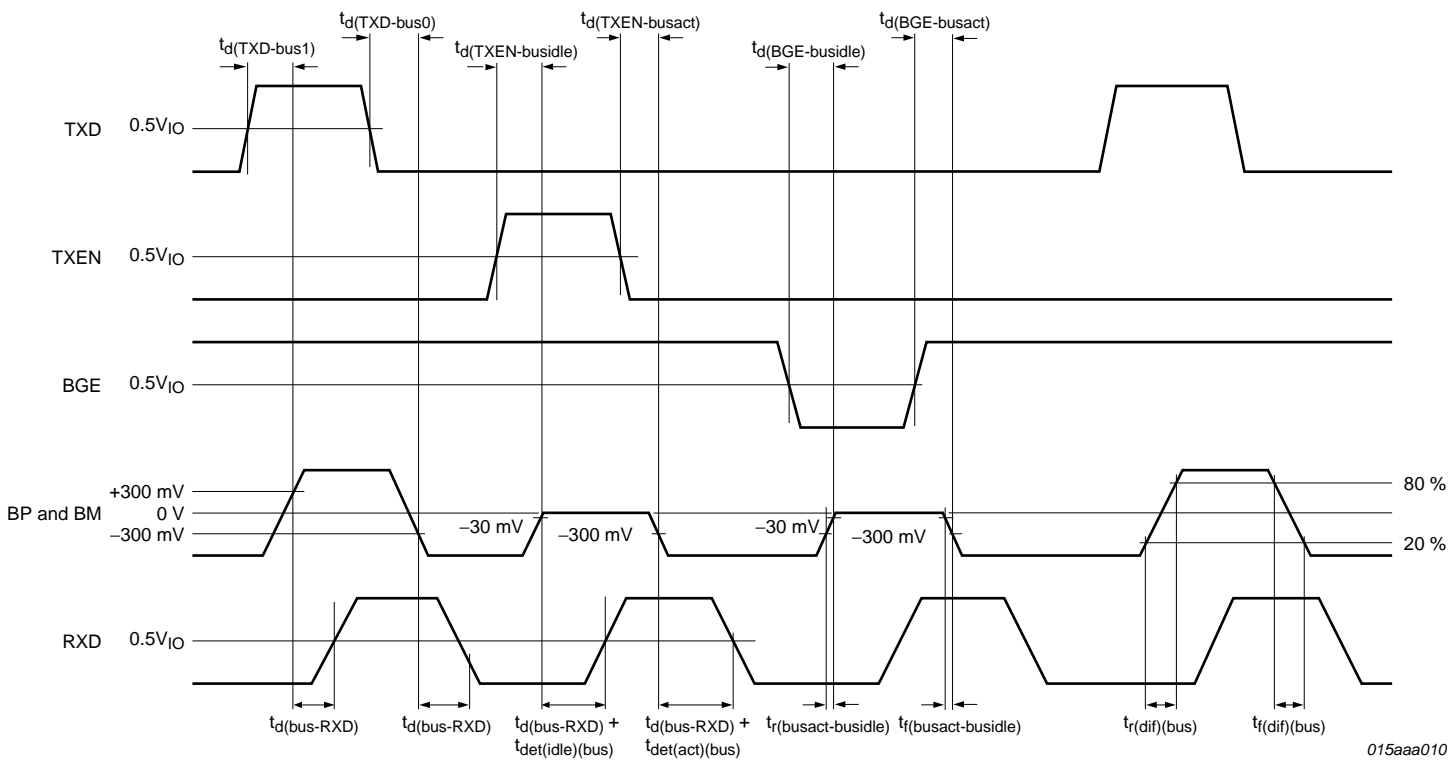 td(TXD-bus0)
td(TXEN-busact)
td(BGE-busact)
td(TXD-bus1)
td(TXEN-busidle)
td(BGE-busidle)
TXD 0.5VIO
TXEN 0.5VIO
BGE 0.5VIO
+300 mV
80 %
BP and BM 0 V
−300 mV
−30 mV
−300 mV
−30 mV
−300 mV
20 %
RXD 0.5VIO
td(bus-RXD)
td(bus-RXD)
td(bus-RXD) +
tdet(idle)(bus)
td(bus-RXD) +
tdet(act)(bus)
tr(busact-busidle)
tf(busact-busidle)
tr(dif)(bus)
tf(dif)(bus)
015aaa010